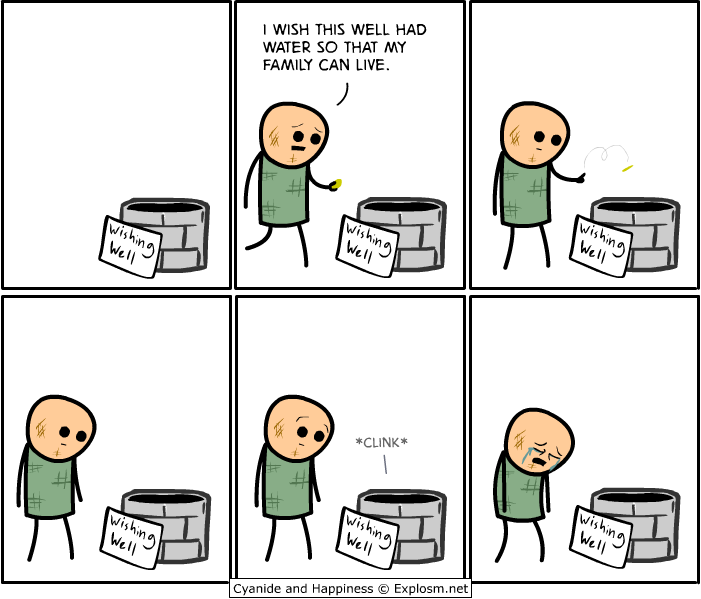 Wishing
Well
I WISH THIS WELL HAD
WATER SO THAT MY
FAMILY CAN LIVE.
Wishing
Well
Wishing
Well
Wishing
Well
*CLINK*
Wishing
Well
Wishing
Well
Cyanide and Happiness © Explosm.net